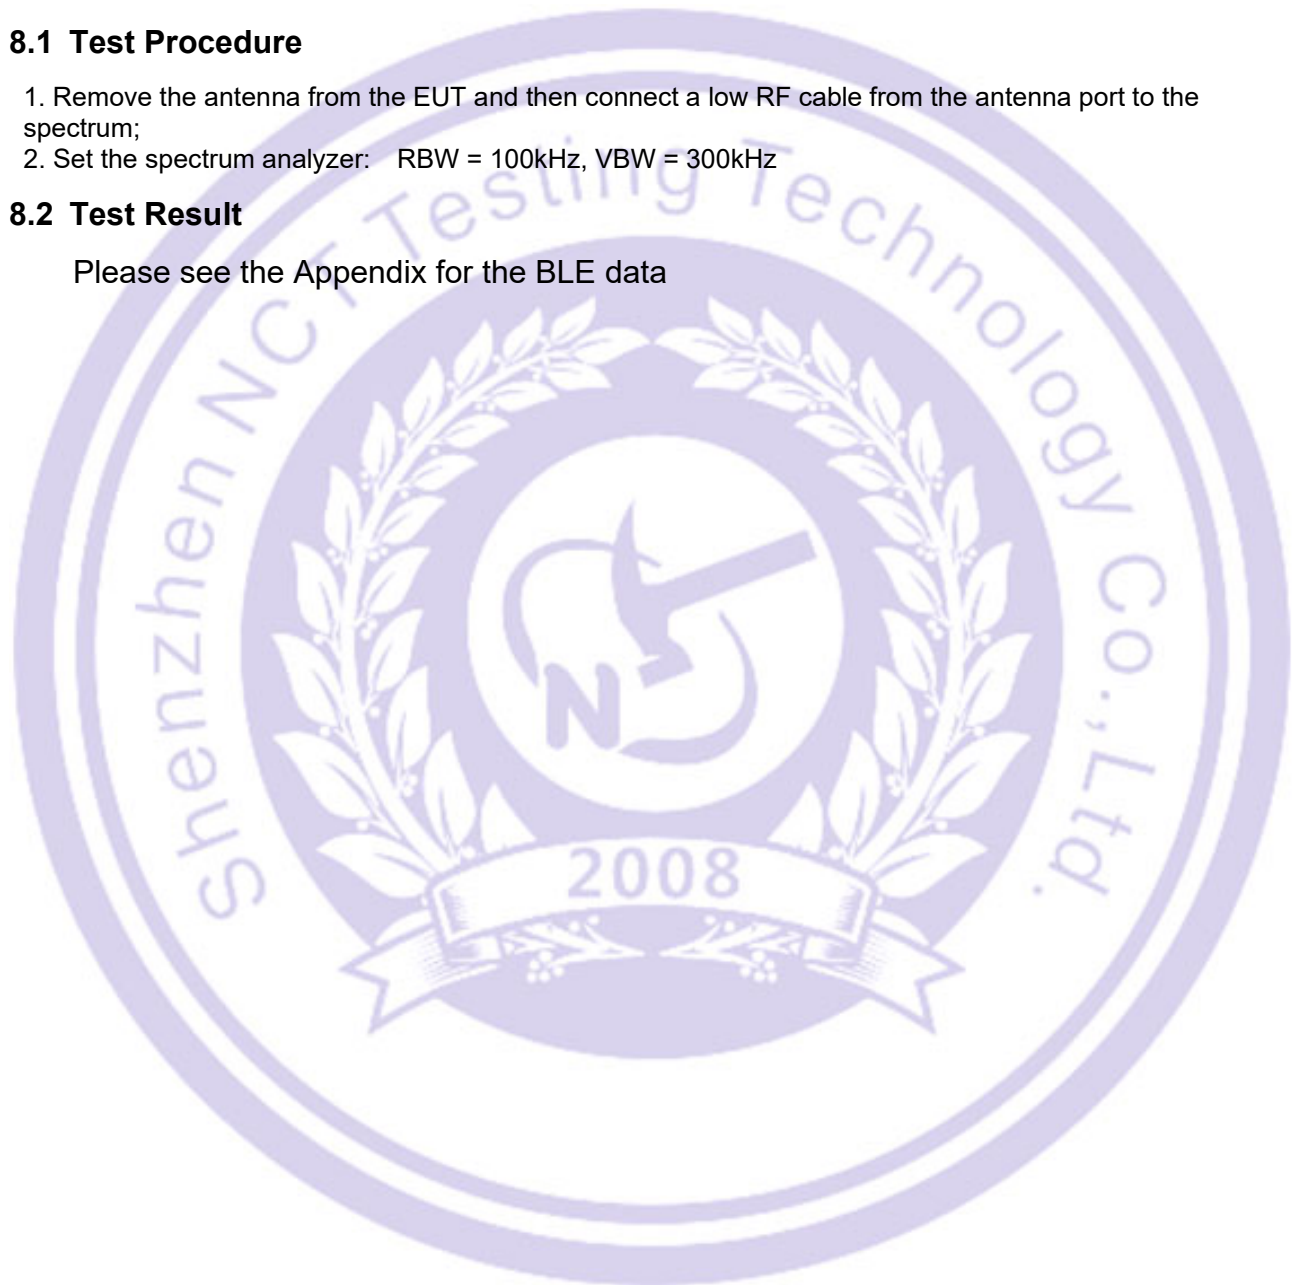 8.1 Test Procedure
1. Remove the antenna from the EUT and then connect a low RF cable from the antenna port to the
spectrum;
2. Set the spectrum analyzer: RBW = 100kHz, VBW = 300kHz
8.2 Test Result
Please see the Appendix for the BLE data
Shenzhen NCT Testing Technology Co.,Ltd.
N
2008